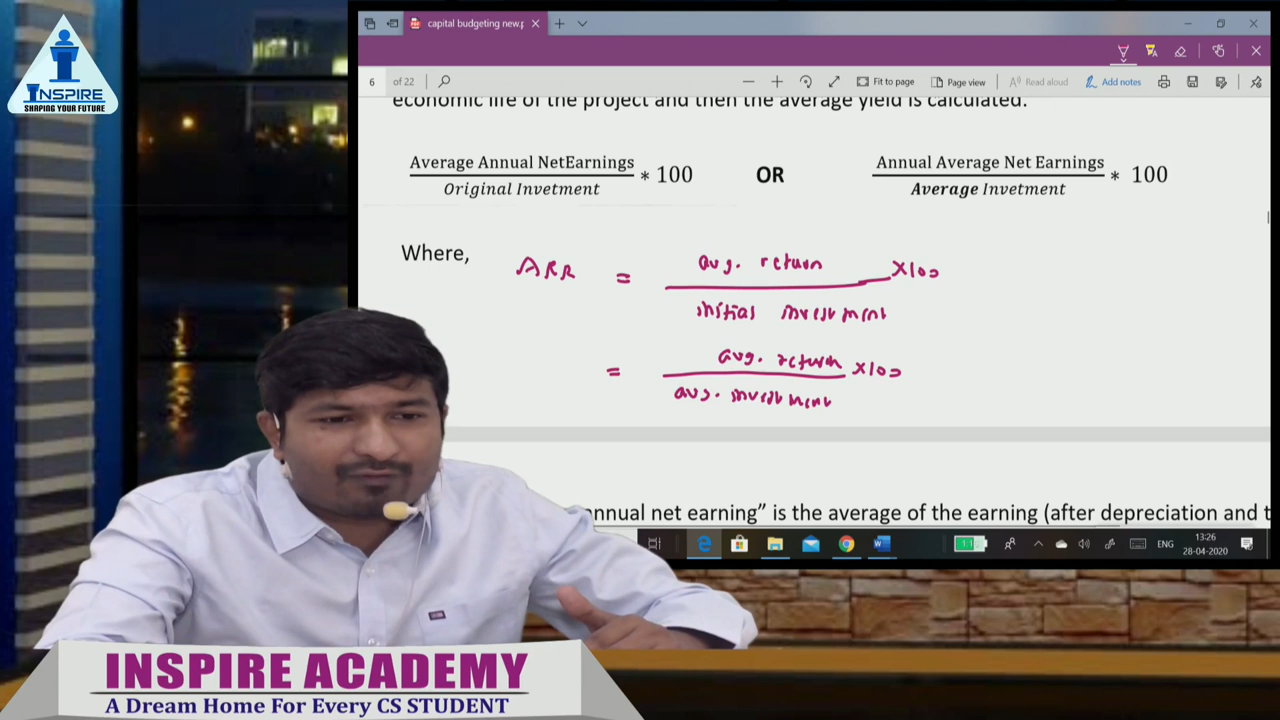 INSPIRE
SHAPING YOUR FUTURE
capital budgeting new.p
6 of 22
Fit to page
Page view
Read aloud
Add notes
economic life of the project and then the average yield is calculated.
Average Annual NetEarnings
Original Invetment
* 100
OR
Annual Average Net Earnings
Average Invetment
* 100
Where,
ARR = avg. return X100
initial investment
= avg. return X100
avg. investment
annual net earning” is the average of the earning (after depreciation and t
ENG
13:26
28-04-2020
INSPIRE ACADEMY
A Dream Home For Every CS STUDENT